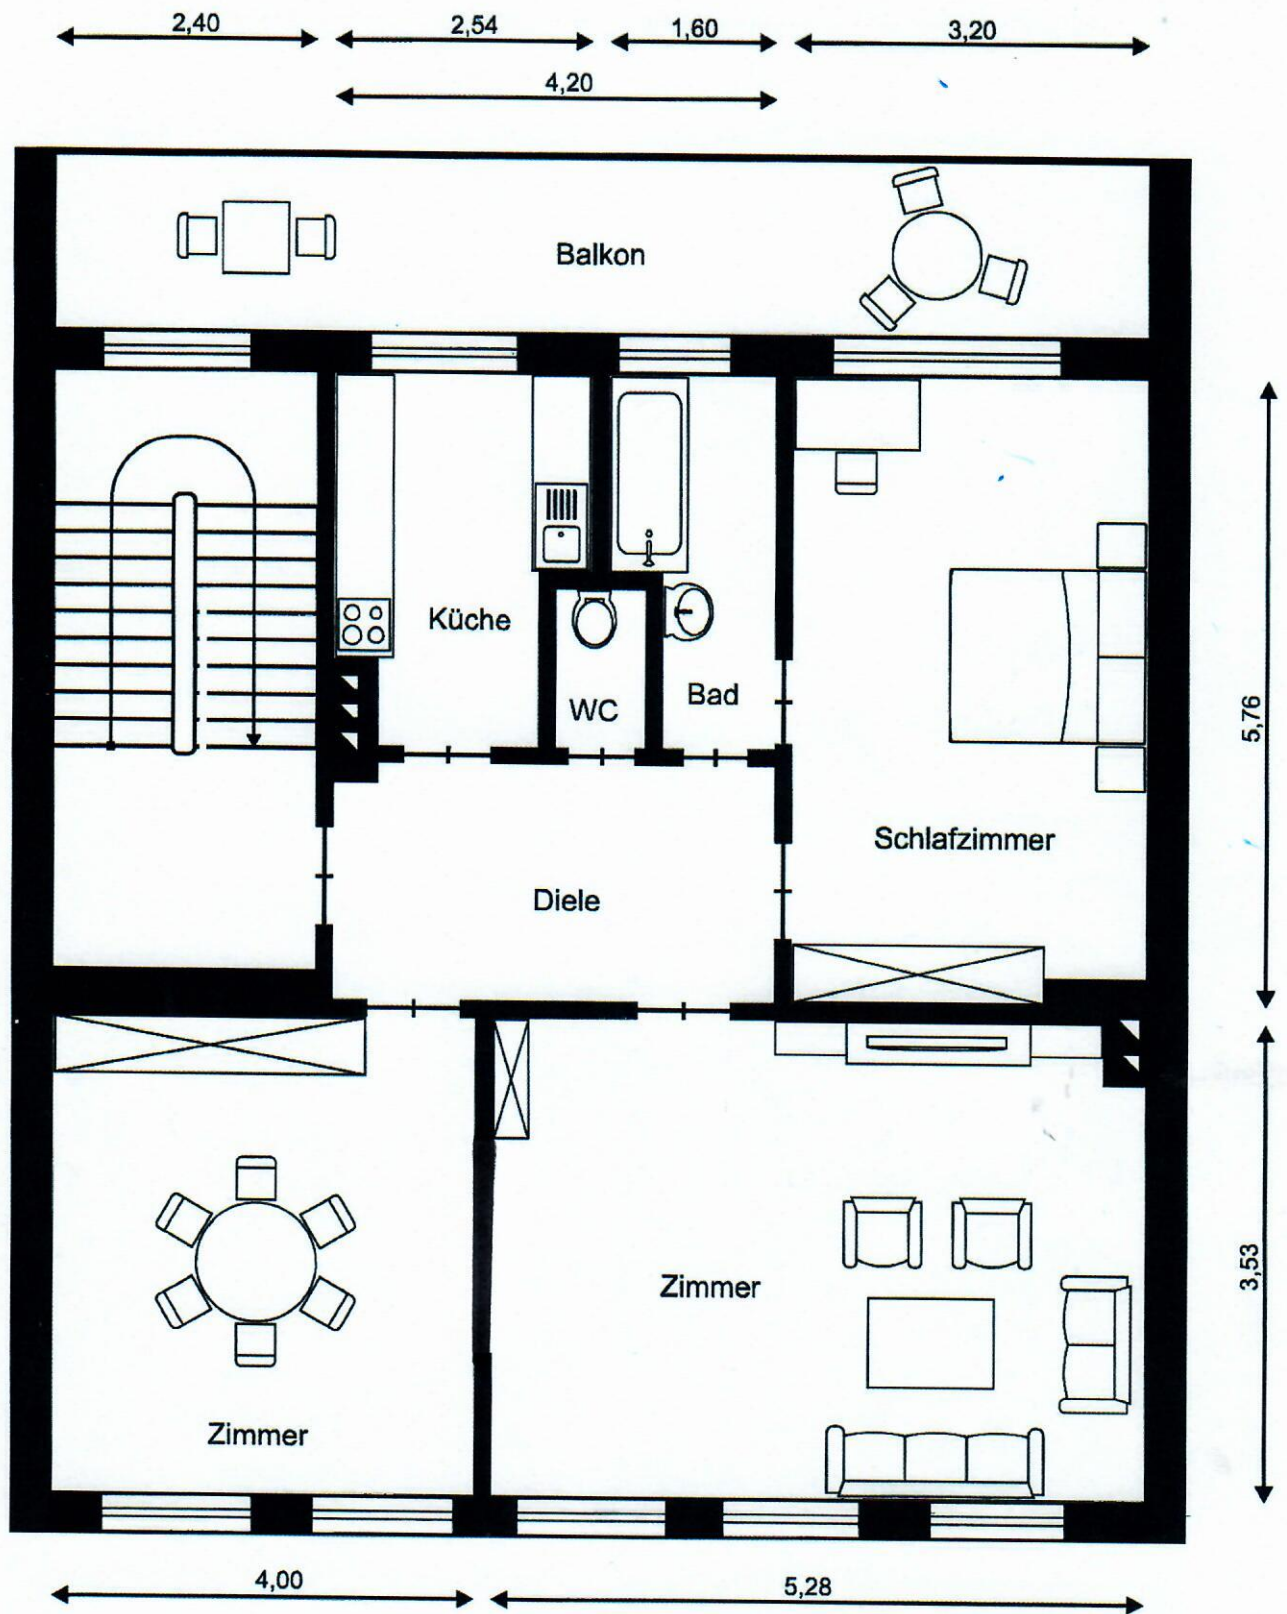 2,40
2,54
1,60
3,20
4,20
Balkon
Küche
WC
Bad
5,76
Schlafzimmer
Diele
Zimmer
3,53
Zimmer
4,00
5,28